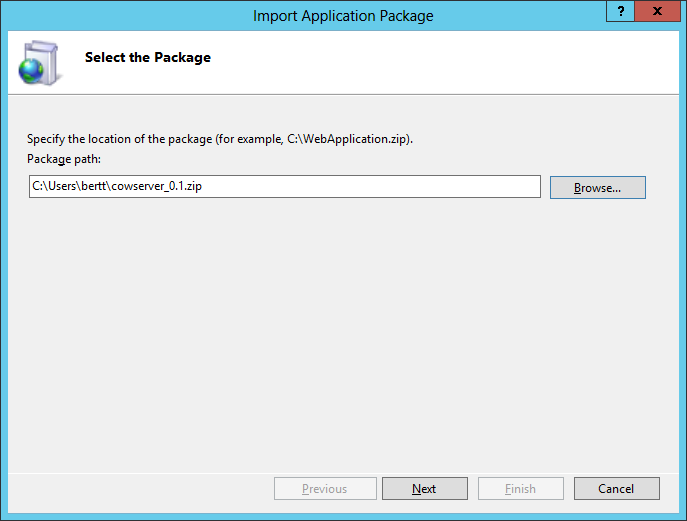 Import Application Package
? x
Select the Package
Specify the location of the package (for example, C:\WebApplication.zip).
Package path:
C:\Users\bertt\cowserver_0.1.zip
Browse...
Previous Next Finish Cancel